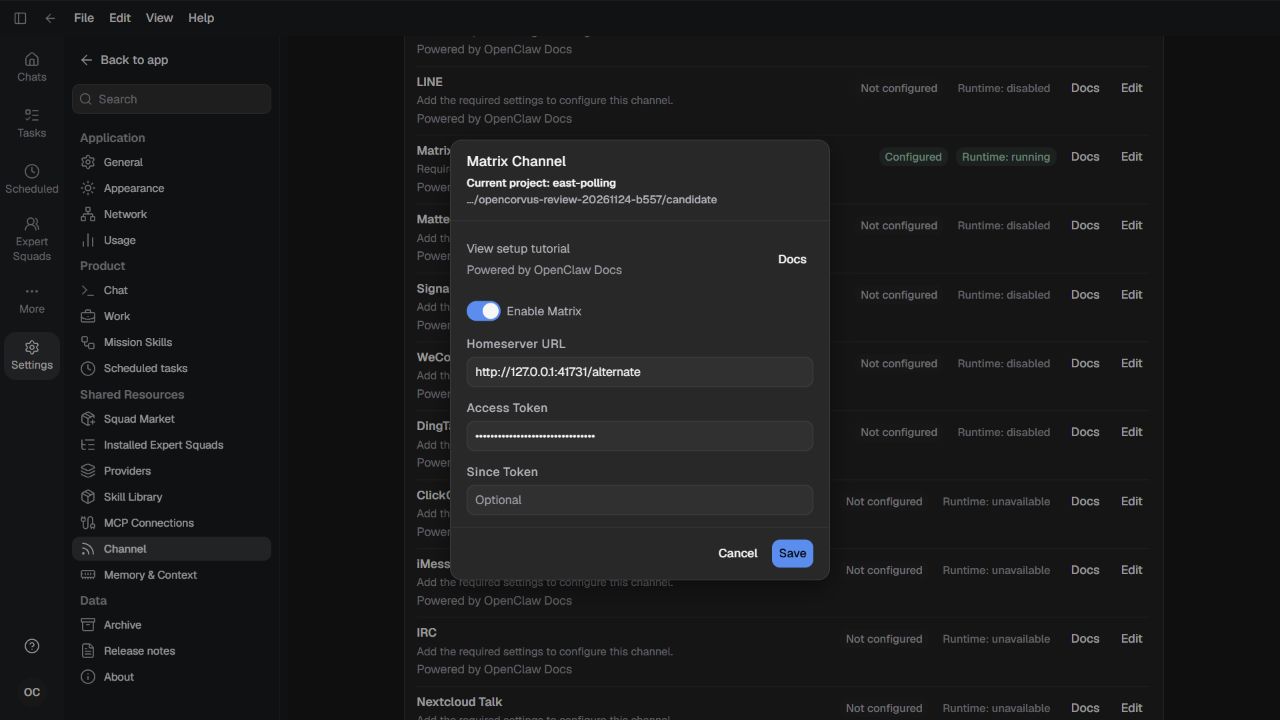 File Edit View Help
Chats
Tasks
Scheduled
Expert
Squads
More
Settings
OC
Back to app
Search
Application
General
Appearance
Network
Usage
Product
Chat
Work
Mission Skills
Scheduled tasks
Shared Resources
Squad Market
Installed Expert Squads
Providers
Skill Library
MCP Connections
Channel
Memory & Context
Data
Archive
Release notes
About
Powered by OpenClaw Docs
LINE
Add the required settings to configure this channel.
Powered by OpenClaw Docs
Not configured Runtime: disabled Docs Edit
Matrix
Configured Runtime: running Docs Edit
Not configured Runtime: disabled Docs Edit
Not configured Runtime: disabled Docs Edit
Not configured Runtime: disabled Docs Edit
Not configured Runtime: disabled Docs Edit
Not configured Runtime: unavailable Docs Edit
Not configured Runtime: unavailable Docs Edit
Add the required settings to configure this channel.
Powered by OpenClaw Docs
IRC
Add the required settings to configure this channel.
Powered by OpenClaw Docs
Not configured Runtime: unavailable Docs Edit
Nextcloud Talk
Add the required settings to configure this channel.
Not configured Runtime: unavailable Docs Edit
Matrix Channel
Current project: east-polling
.../opencorvus-review-20261124-b557/candidate
View setup tutorial
Powered by OpenClaw Docs
Docs
Enable Matrix
Homeserver URL
http://127.0.0.1:41731/alternate
Access Token
Since Token
Optional
Cancel Save